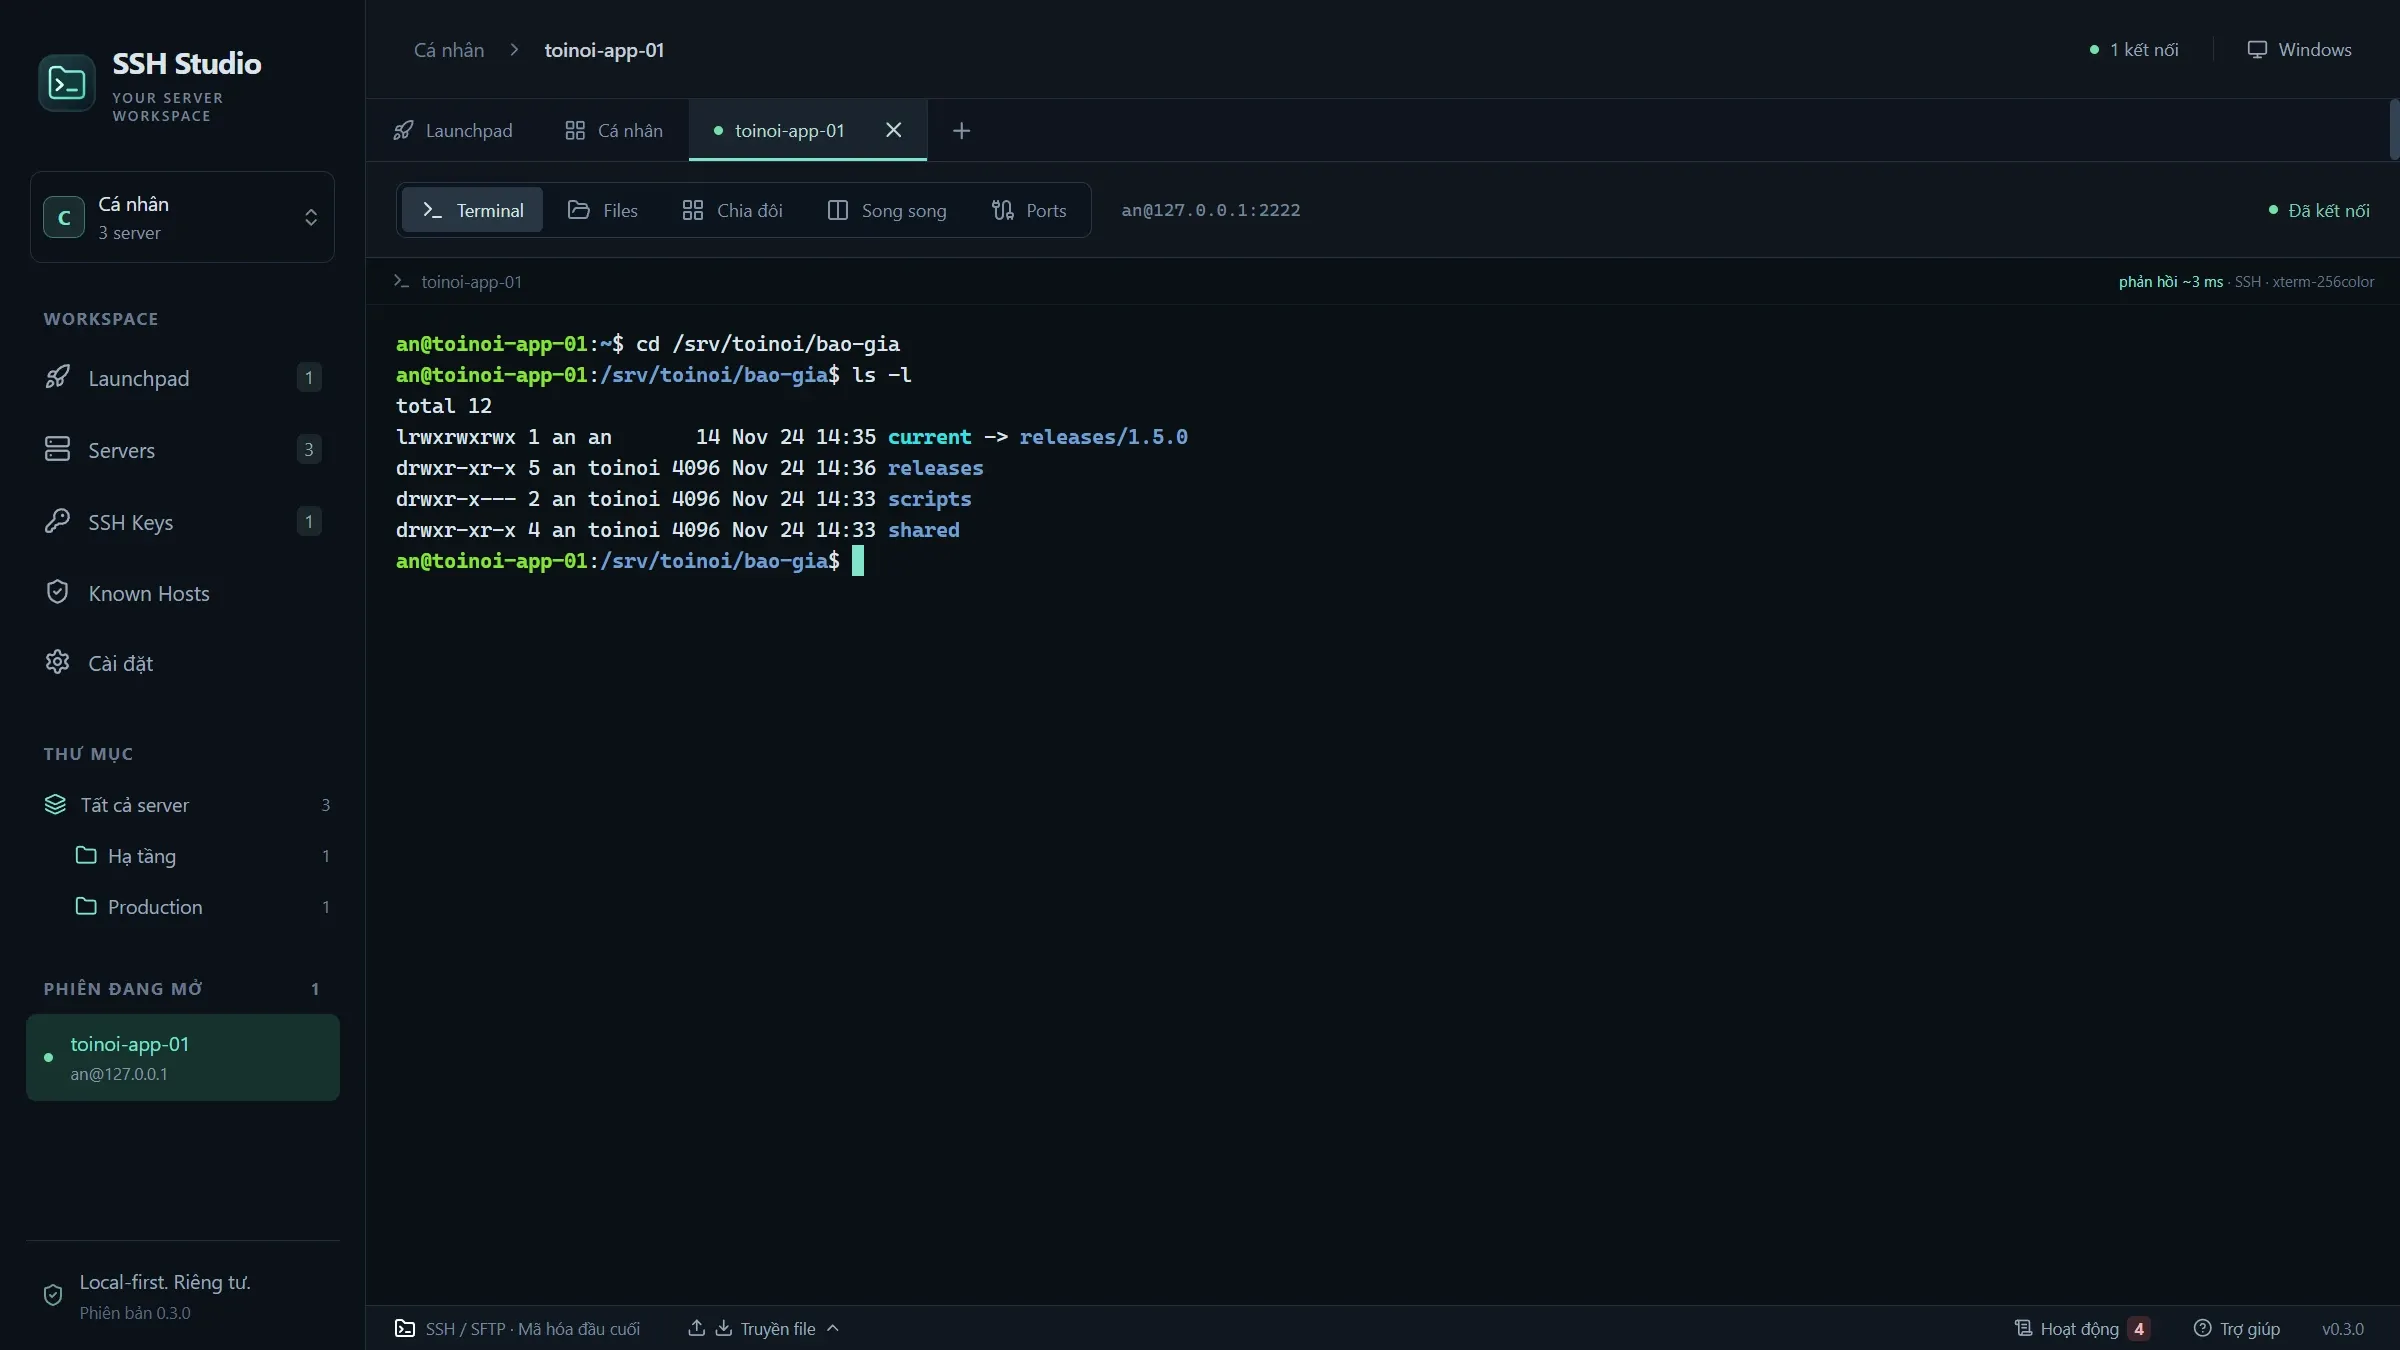 SSH Studio
YOUR SERVER
WORKSPACE
C
Cá nhân
3 server
WORKSPACE
Launchpad 1
Servers 3
SSH Keys 1
Known Hosts
Cài đặt
THƯ MỤC
Tất cả server 3
Hạ tầng 1
Production 1
PHIÊN ĐANG MỞ 1
toinoi-app-01
an@127.0.0.1
Local-first. Riêng tư.
Phiên bản 0.3.0
Cá nhân > toinoi-app-01
1 kết nối
Windows
Launchpad
Cá nhân
toinoi-app-01
Terminal
Files
Chia đôi
Song song
Ports
an@127.0.0.1:2222
Đã kết nối
toinoi-app-01
phản hồi ~3 ms · SSH · xterm-256color
an@toinoi-app-01:~$ cd /srv/toinoi/bao-gia
an@toinoi-app-01:/srv/toinoi/bao-gia$ ls -l
total 12
lrwxrwxrwx 1 an an       14 Nov 24 14:35 current -> releases/1.5.0
drwxr-xr-x 5 an toinoi 4096 Nov 24 14:36 releases
drwxr-x--- 2 an toinoi 4096 Nov 24 14:33 scripts
drwxr-xr-x 4 an toinoi 4096 Nov 24 14:33 shared
an@toinoi-app-01:/srv/toinoi/bao-gia$
SSH / SFTP · Mã hóa đầu cuối
Truyền file
Hoạt động 4
Trợ giúp
v0.3.0